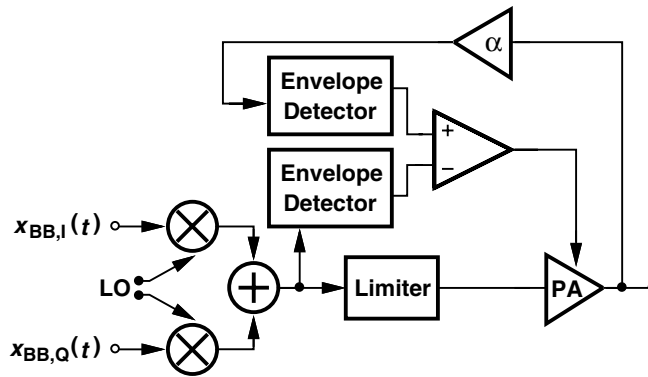 α
Envelope
Detector
+
−
Envelope
Detector
x_BB,I(t)
LO
+
Limiter
PA
x_BB,Q(t)